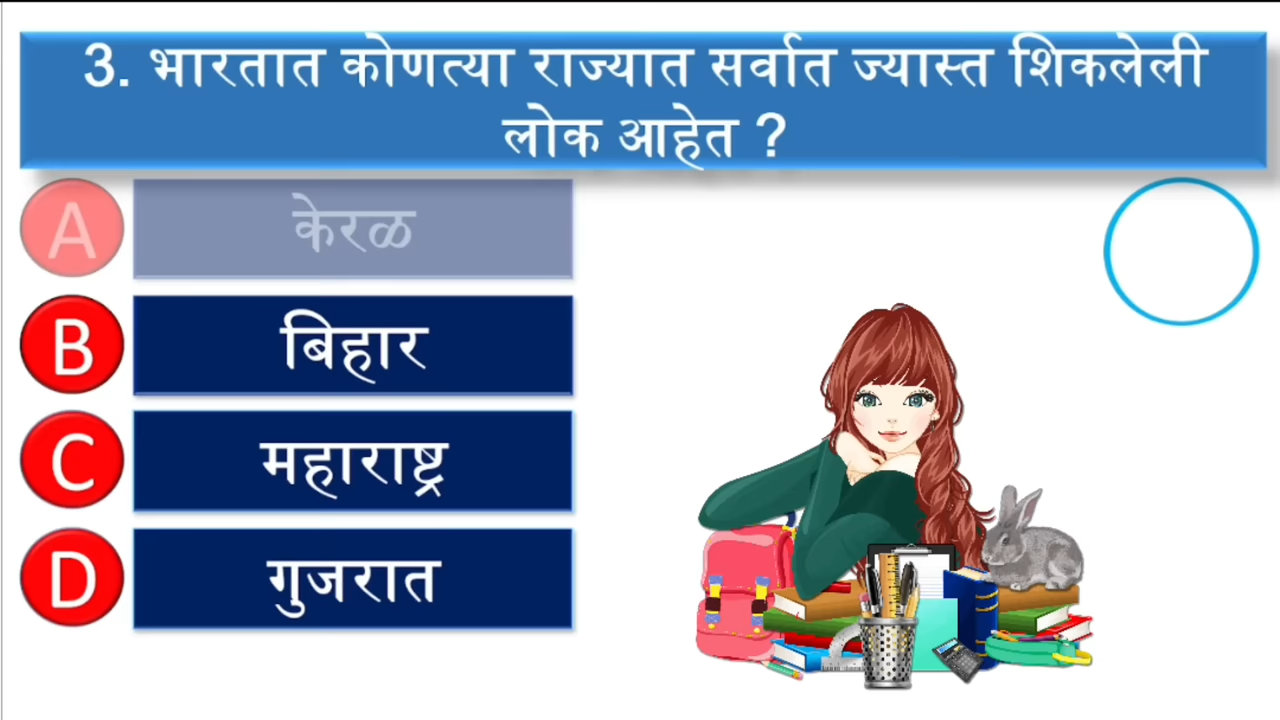 3. भारतात कोणत्या राज्यात सर्वात ज्यास्त शिकलेली
लोक आहेत ?
A केरळ
B बिहार
C महाराष्ट्र
D गुजरात